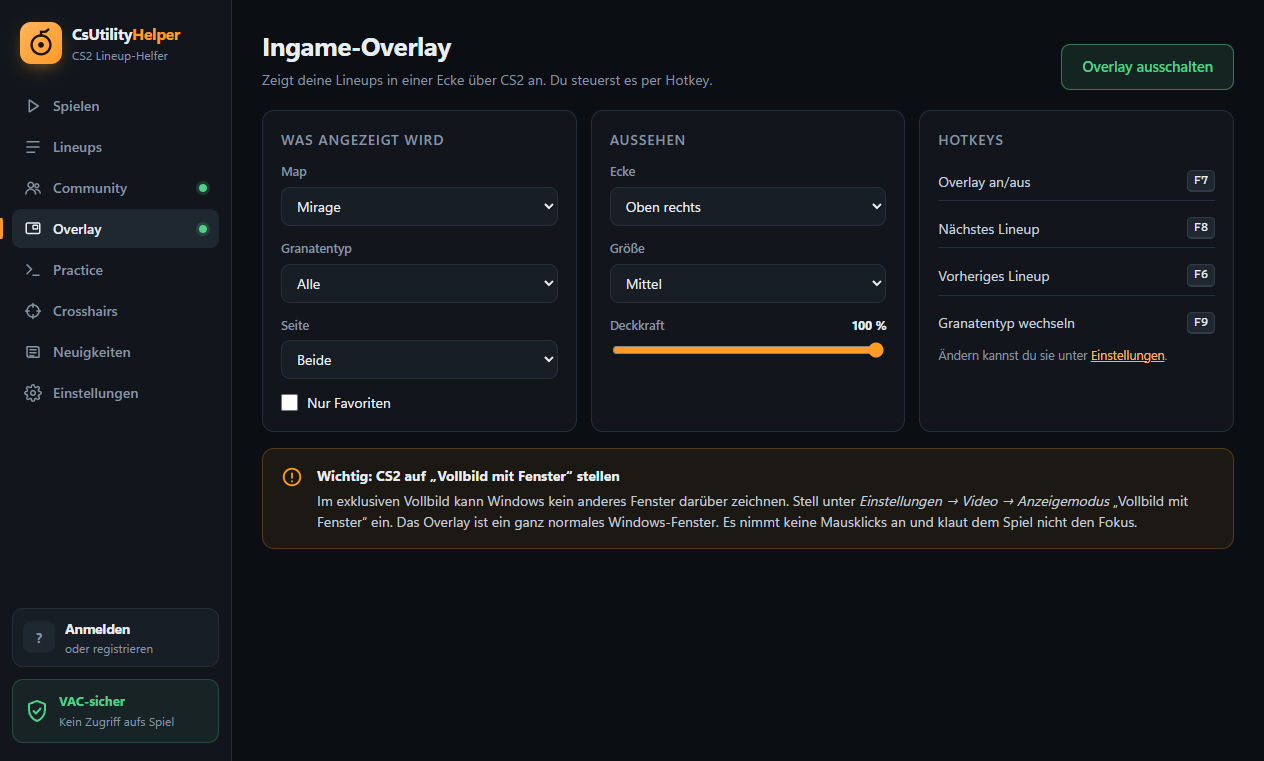 CsUtilityHelper
CS2 Lineup-Helfer
Spielen
Lineups
Community
Overlay
Practice
Crosshairs
Neuigkeiten
Einstellungen
?
Anmelden
oder registrieren
VAC-sicher
Kein Zugriff aufs Spiel
Ingame-Overlay
Zeigt deine Lineups in einer Ecke über CS2 an. Du steuerst es per Hotkey.
Overlay ausschalten
WAS ANGEZEIGT WIRD
Map
Mirage
Granatentyp
Alle
Seite
Beide
Nur Favoriten
AUSSEHEN
Ecke
Oben rechts
Größe
Mittel
Deckkraft 100 %
HOTKEYS
Overlay an/aus F7
Nächstes Lineup F8
Vorheriges Lineup F6
Granatentyp wechseln F9
Ändern kannst du sie unter Einstellungen.
Wichtig: CS2 auf „Vollbild mit Fenster“ stellen
Im exklusiven Vollbild kann Windows kein anderes Fenster darüber zeichnen. Stell unter Einstellungen → Video → Anzeigemodus „Vollbild mit
Fenster“ ein. Das Overlay ist ein ganz normales Windows-Fenster. Es nimmt keine Mausklicks an und klaut dem Spiel nicht den Fokus.